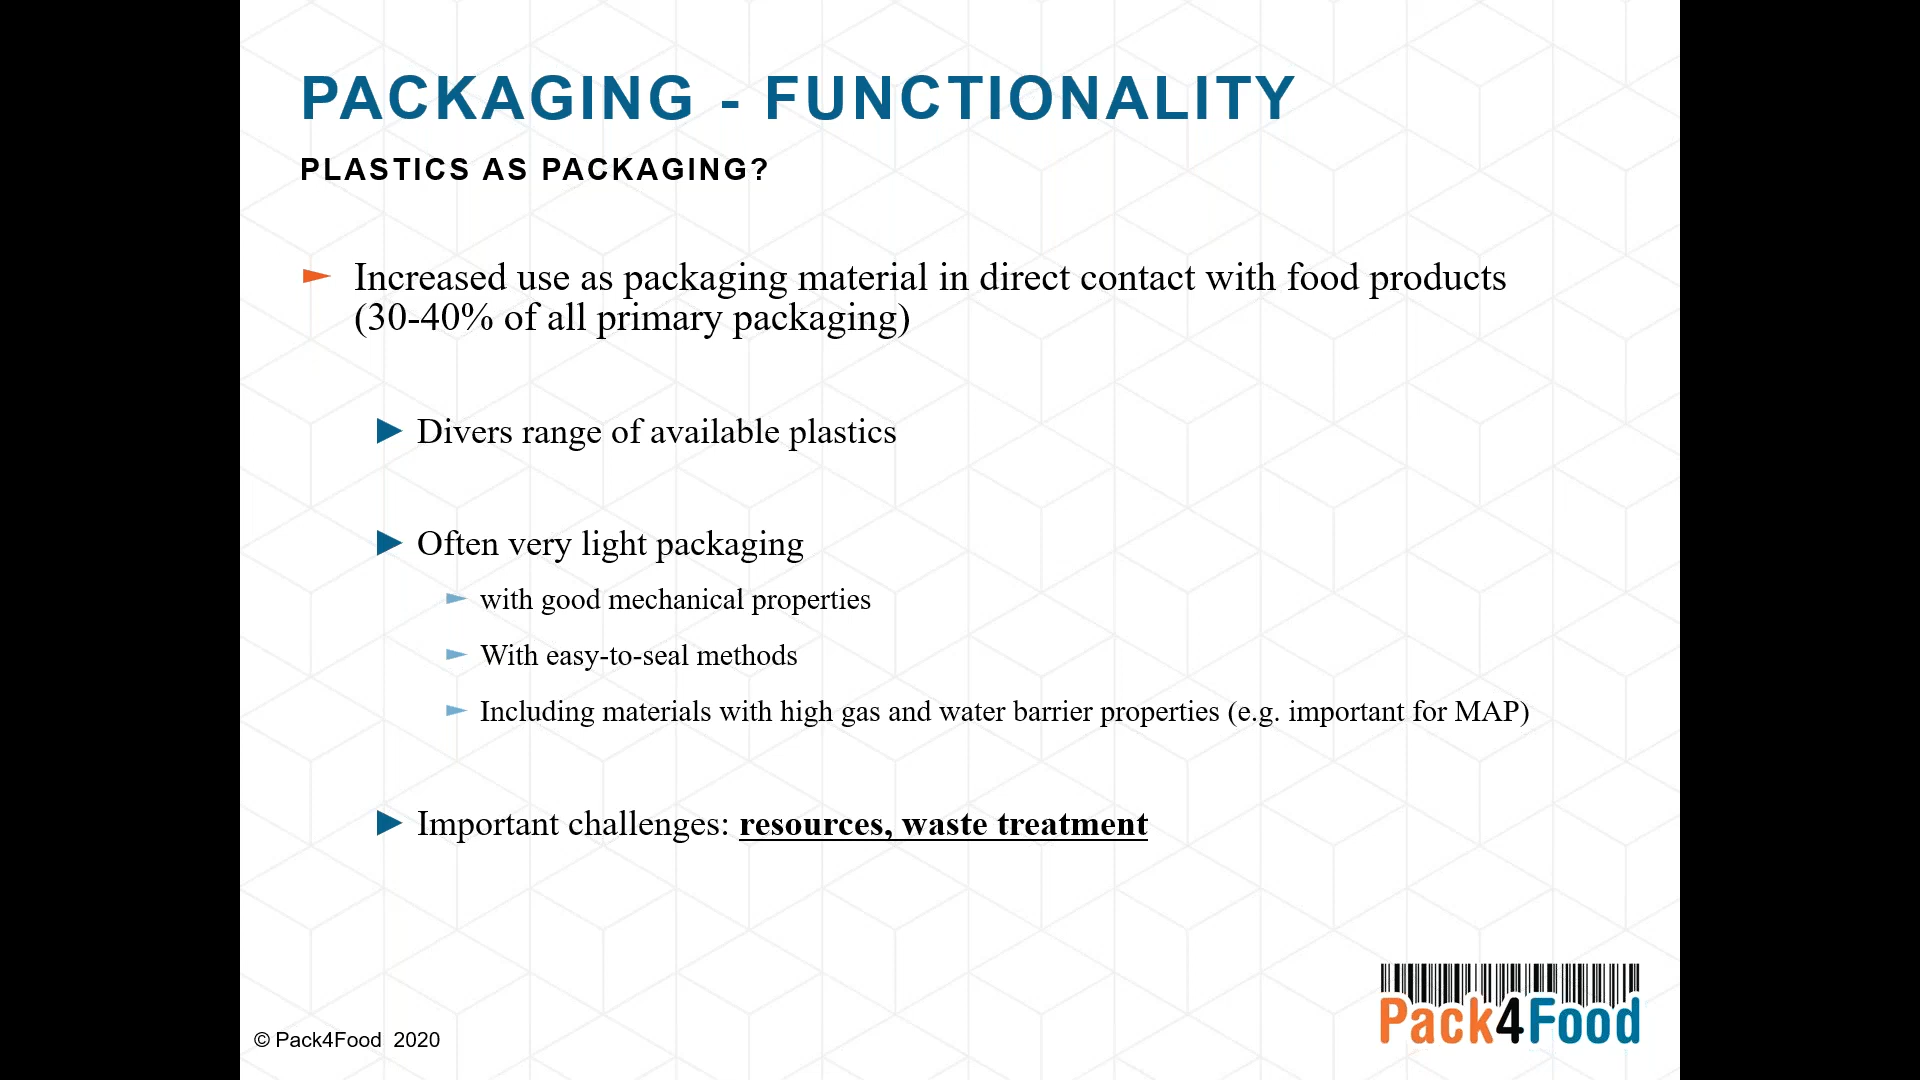 PACKAGING - FUNCTIONALITY
PLASTICS AS PACKAGING?
Increased use as packaging material in direct contact with food products
(30-40% of all primary packaging)
Divers range of available plastics
Often very light packaging
with good mechanical properties
With easy-to-seal methods
Including materials with high gas and water barrier properties (e.g. important for MAP)
Important challenges: resources, waste treatment
Pack4Food
© Pack4Food 2020